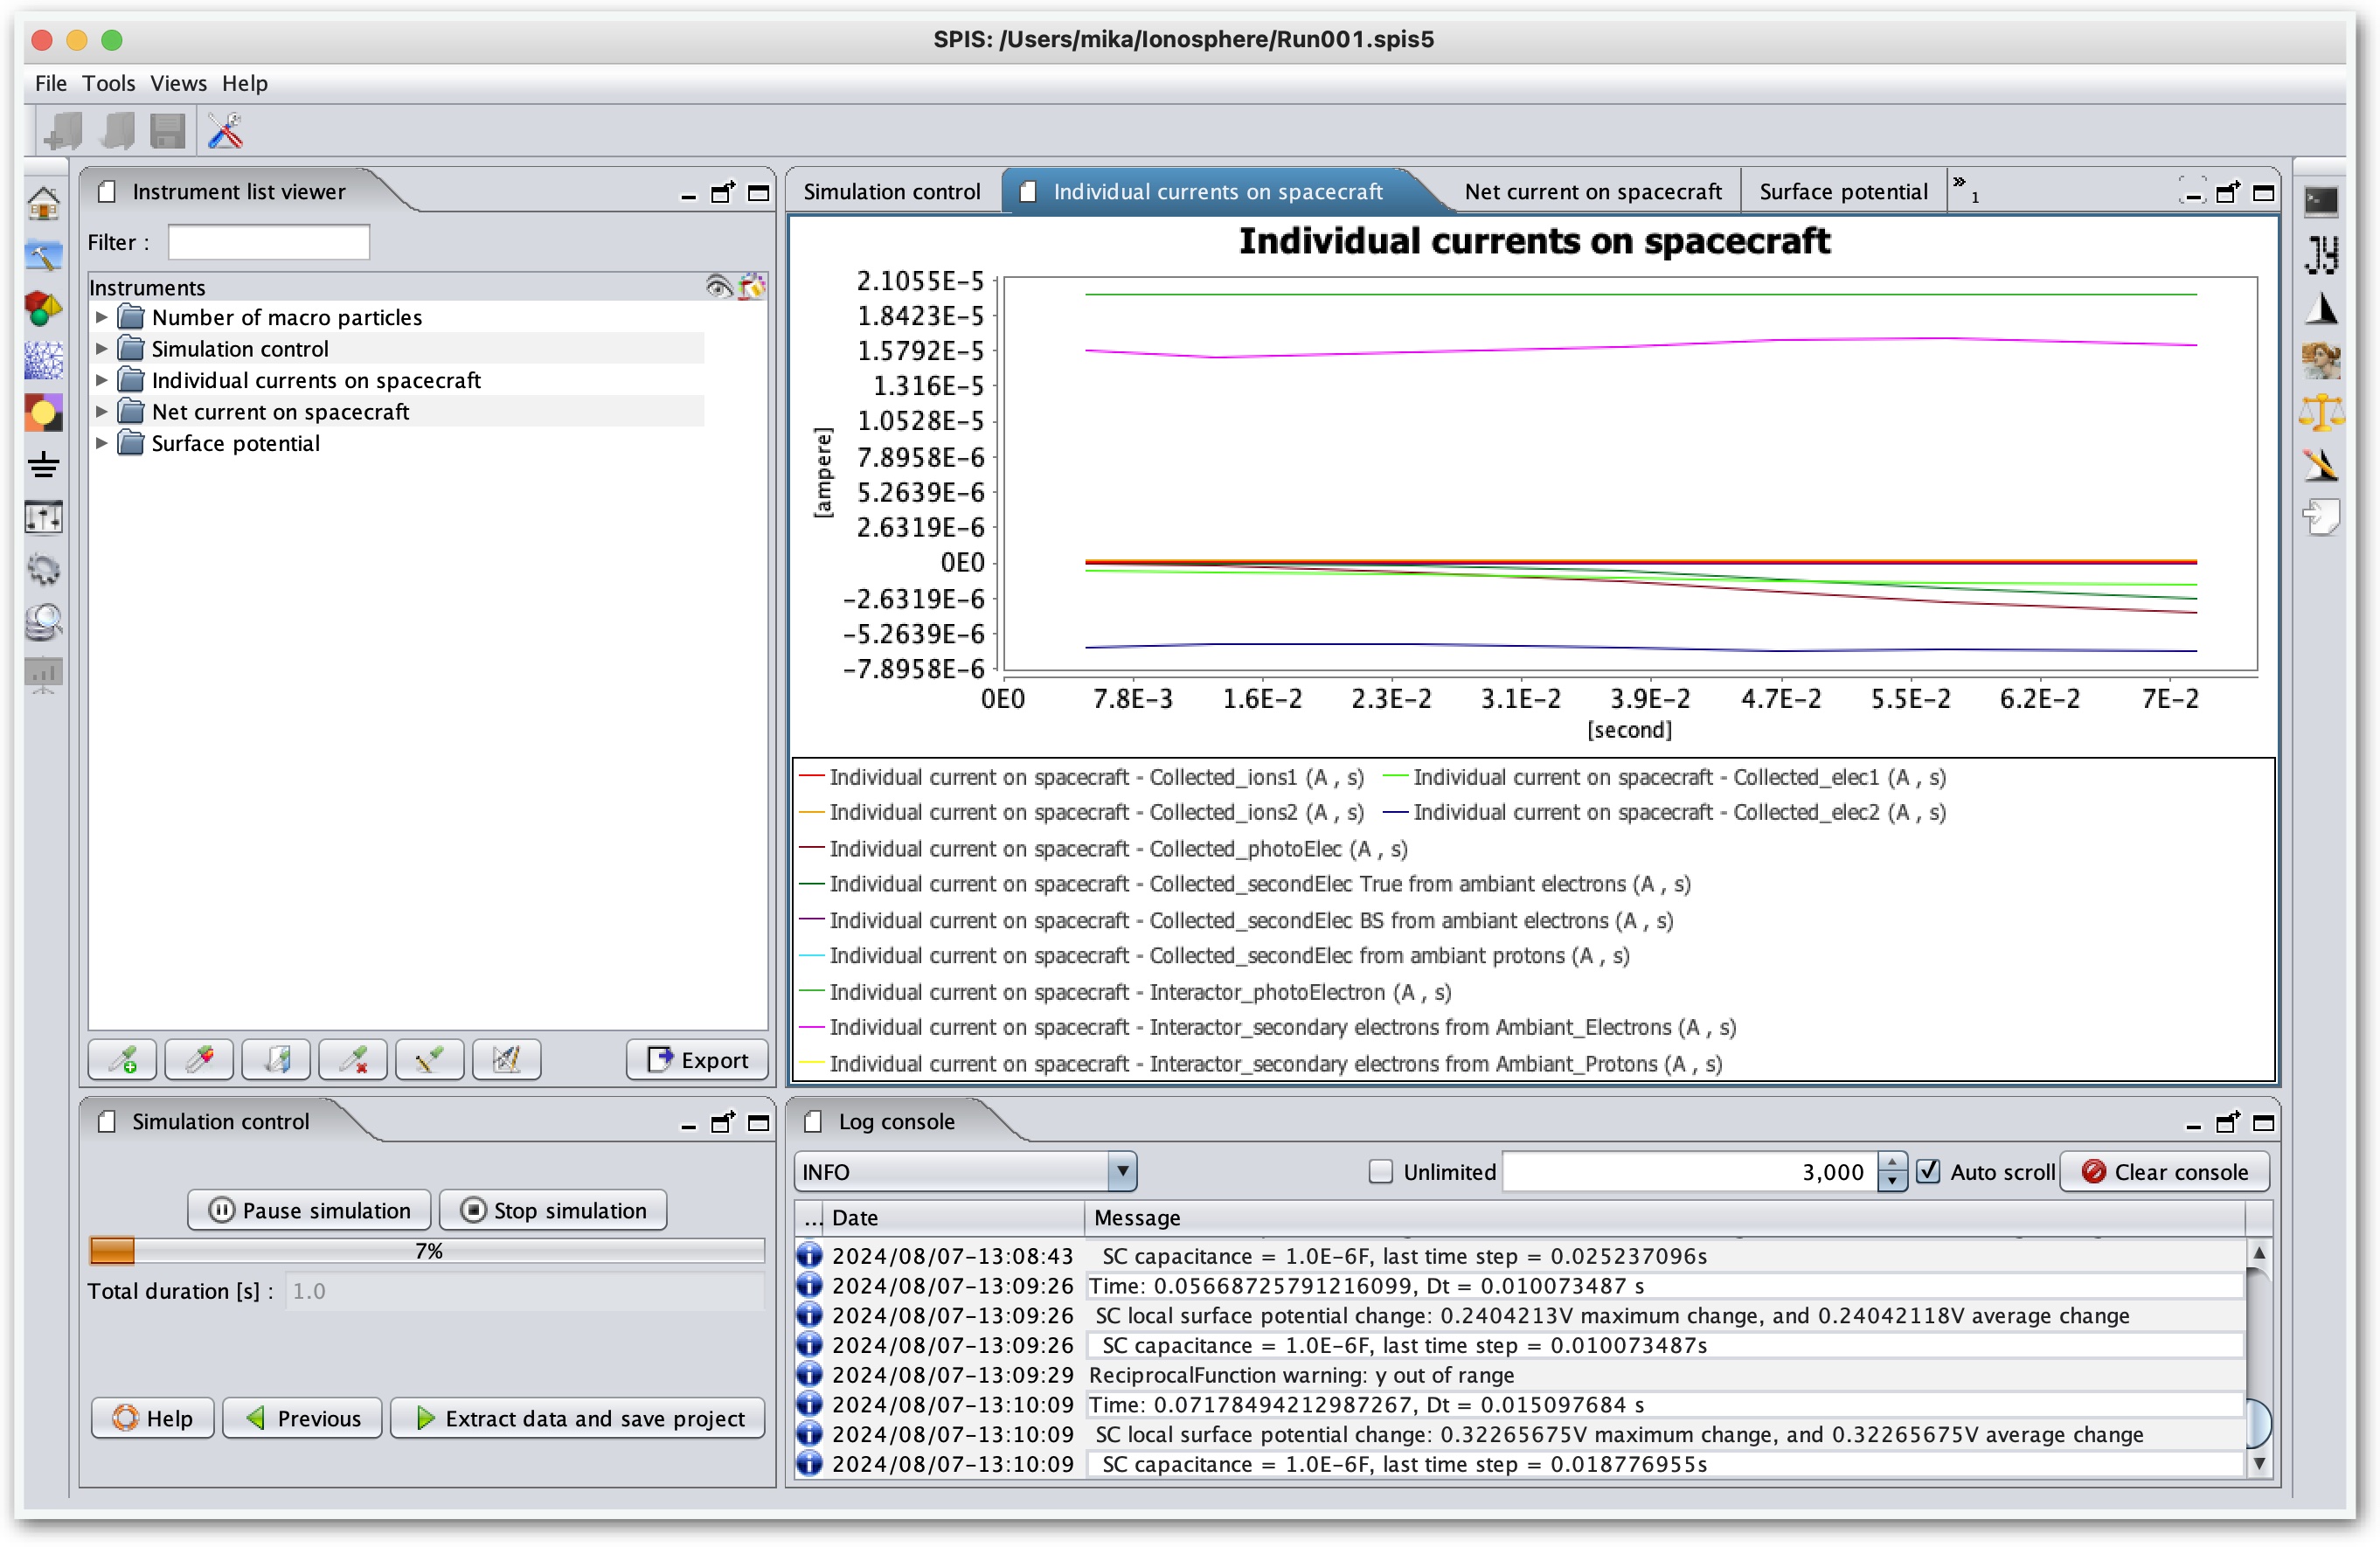 SPIS: /Users/mika/Ionosphere/Run001.spis5
File Tools Views Help
Instrument list viewer
Filter :
Instruments
Number of macro particles
Simulation control
Individual currents on spacecraft
Net current on spacecraft
Surface potential
Export
Simulation control Individual currents on spacecraft Net current on spacecraft Surface potential » 1
Individual currents on spacecraft
2.1055E-5
1.8423E-5
1.5792E-5
1.316E-5
1.0528E-5
7.8958E-6
5.2639E-6
2.6319E-6
0E0
-2.6319E-6
-5.2639E-6
-7.8958E-6
[ampere]
0E0 7.8E-3 1.6E-2 2.3E-2 3.1E-2 3.9E-2 4.7E-2 5.5E-2 6.2E-2 7E-2
[second]
Individual current on spacecraft - Collected_ions1 (A , s) Individual current on spacecraft - Collected_elec1 (A , s)
Individual current on spacecraft - Collected_ions2 (A , s) Individual current on spacecraft - Collected_elec2 (A , s)
Individual current on spacecraft - Collected_photoElec (A , s)
Individual current on spacecraft - Collected_secondElec True from ambiant electrons (A , s)
Individual current on spacecraft - Collected_secondElec BS from ambiant electrons (A , s)
Individual current on spacecraft - Collected_secondElec from ambiant protons (A , s)
Individual current on spacecraft - Interactor_photoElectron (A , s)
Individual current on spacecraft - Interactor_secondary electrons from Ambiant_Electrons (A , s)
Individual current on spacecraft - Interactor_secondary electrons from Ambiant_Protons (A , s)
Simulation control
Pause simulation Stop simulation
7%
Total duration [s] : 1.0
Help Previous Extract data and save project
Log console
INFO Unlimited 3,000 Auto scroll Clear console
... Date Message
2024/08/07-13:08:43 SC capacitance = 1.0E-6F, last time step = 0.025237096s
2024/08/07-13:09:26 Time: 0.05668725791216099, Dt = 0.010073487 s
2024/08/07-13:09:26 SC local surface potential change: 0.2404213V maximum change, and 0.24042118V average change
2024/08/07-13:09:26 SC capacitance = 1.0E-6F, last time step = 0.010073487s
2024/08/07-13:09:29 ReciprocalFunction warning: y out of range
2024/08/07-13:10:09 Time: 0.07178494212987267, Dt = 0.015097684 s
2024/08/07-13:10:09 SC local surface potential change: 0.32265675V maximum change, and 0.32265675V average change
2024/08/07-13:10:09 SC capacitance = 1.0E-6F, last time step = 0.018776955s